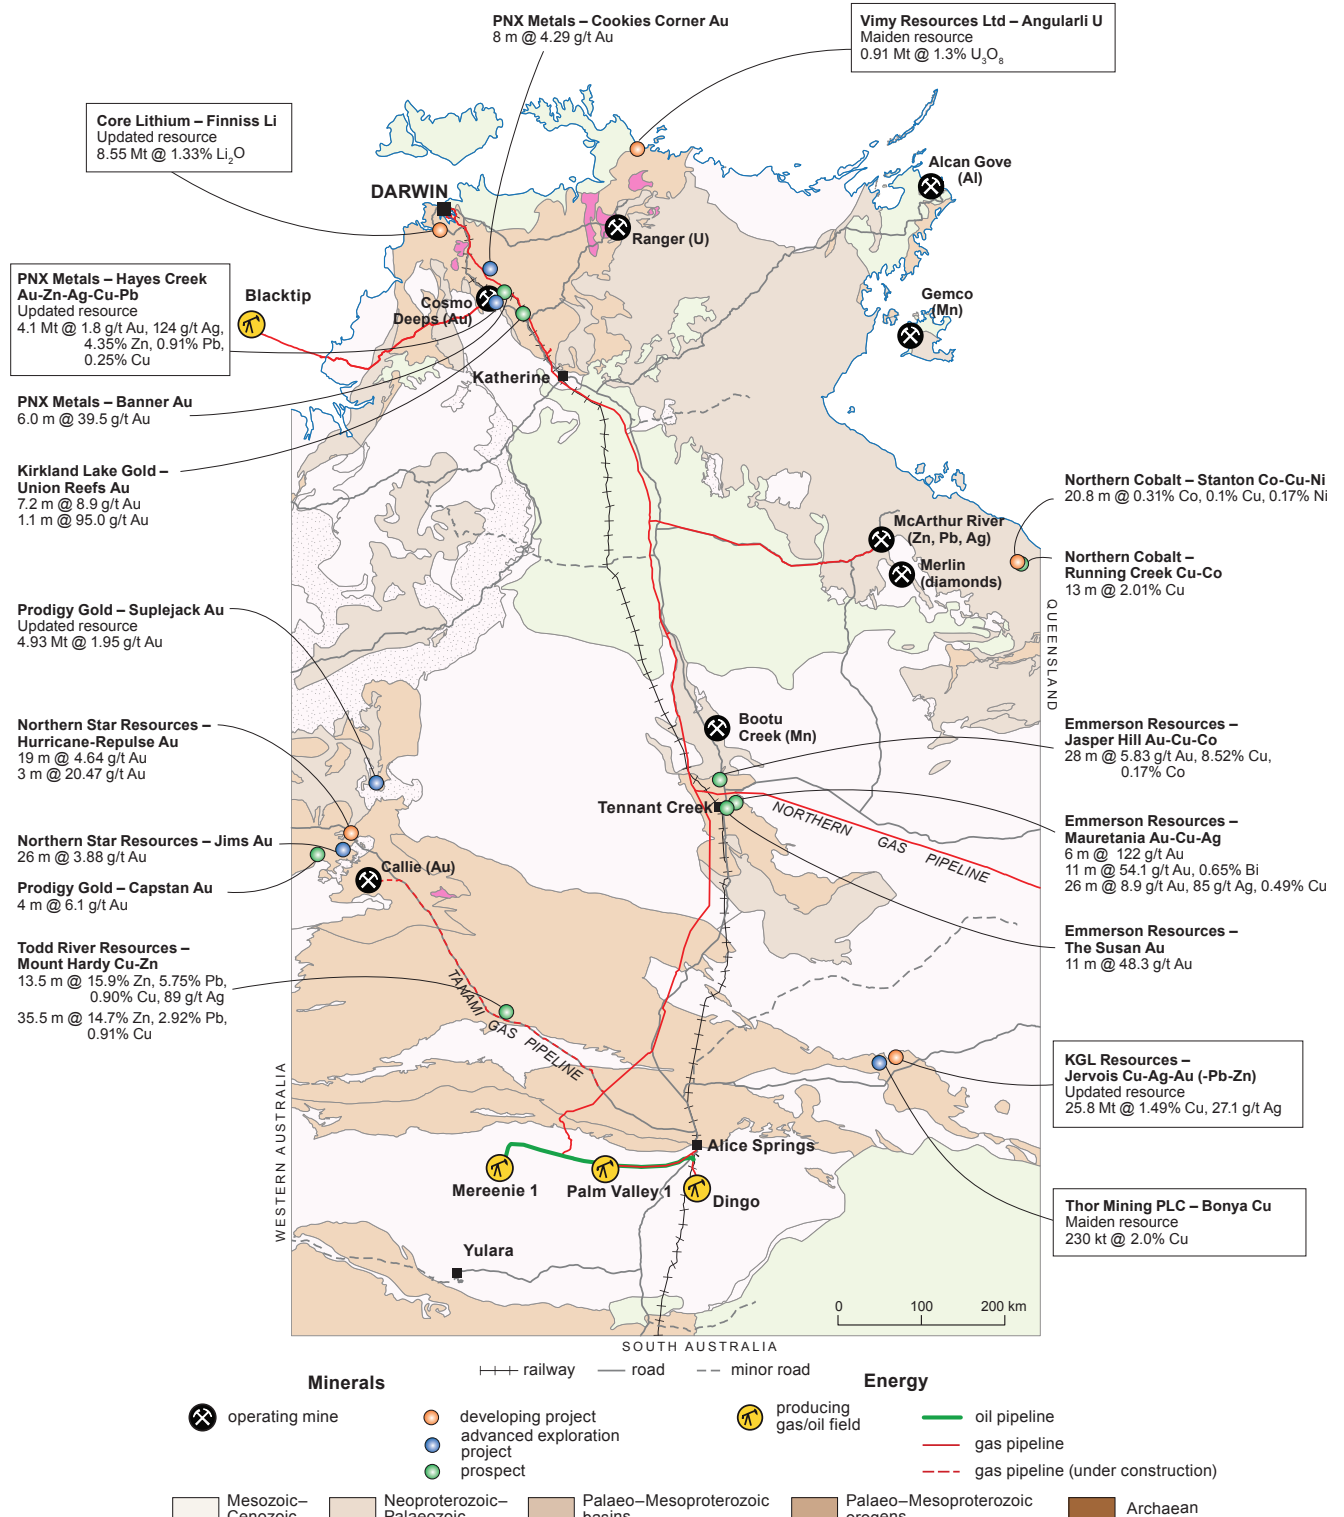 PNX Metals – Cookies Corner Au
8 m @ 4.29 g/t Au
Vimy Resources Ltd – Angularli U
Maiden resource
0.91 Mt @ 1.3% U₃O₈
Core Lithium – Finniss Li
Updated resource
8.55 Mt @ 1.33% Li₂O
DARWIN
Alcan Gove
(Al)
Ranger (U)
PNX Metals – Hayes Creek
Au-Zn-Ag-Cu-Pb
Updated resource
4.1 Mt @ 1.8 g/t Au, 124 g/t Ag,
4.35% Zn, 0.91% Pb,
0.25% Cu
Blacktip
Cosmo
Deeps (Au)
Gemco
(Mn)
Katherine
PNX Metals – Banner Au
6.0 m @ 39.5 g/t Au
Kirkland Lake Gold –
Union Reefs Au
7.2 m @ 8.9 g/t Au
1.1 m @ 95.0 g/t Au
Northern Cobalt – Stanton Co-Cu-Ni
20.8 m @ 0.31% Co, 0.1% Cu, 0.17% Ni
McArthur River
(Zn, Pb, Ag)
Merlin
(diamonds)
Northern Cobalt –
Running Creek Cu-Co
13 m @ 2.01% Cu
QUEENSLAND
Prodigy Gold – Suplejack Au
Updated resource
4.93 Mt @ 1.95 g/t Au
Northern Star Resources –
Hurricane-Repulse Au
19 m @ 4.64 g/t Au
3 m @ 20.47 g/t Au
Bootu
Creek (Mn)
Emmerson Resources –
Jasper Hill Au-Cu-Co
28 m @ 5.83 g/t Au, 8.52% Cu,
0.17% Co
Tennant Creek
NORTHERN GAS PIPELINE
Emmerson Resources –
Mauretania Au-Cu-Ag
6 m @ 122 g/t Au
11 m @ 54.1 g/t Au, 0.65% Bi
26 m @ 8.9 g/t Au, 85 g/t Ag, 0.49% Cu
Northern Star Resources – Jims Au
26 m @ 3.88 g/t Au
Callie (Au)
Prodigy Gold – Capstan Au
4 m @ 6.1 g/t Au
Emmerson Resources –
The Susan Au
11 m @ 48.3 g/t Au
Todd River Resources –
Mount Hardy Cu-Zn
13.5 m @ 15.9% Zn, 5.75% Pb,
0.90% Cu, 89 g/t Ag
35.5 m @ 14.7% Zn, 2.92% Pb,
0.91% Cu
TANAMI GAS PIPELINE
KGL Resources –
Jervois Cu-Ag-Au (-Pb-Zn)
Updated resource
25.8 Mt @ 1.49% Cu, 27.1 g/t Ag
WESTERN AUSTRALIA
Alice Springs
Mereenie 1
Palm Valley 1
Dingo
Thor Mining PLC – Bonya Cu
Maiden resource
230 kt @ 2.0% Cu
Yulara
0 100 200 km
SOUTH AUSTRALIA
railway road minor road
Minerals
Energy
operating mine
developing project
advanced exploration
project
prospect
producing
gas/oil field
oil pipeline
gas pipeline
gas pipeline (under construction)
Mesozoic–
Cenozoic
Neoproterozoic–
Palaeozoic
Palaeo–Mesoproterozoic
basins
Palaeo–Mesoproterozoic
orogens
Archaean